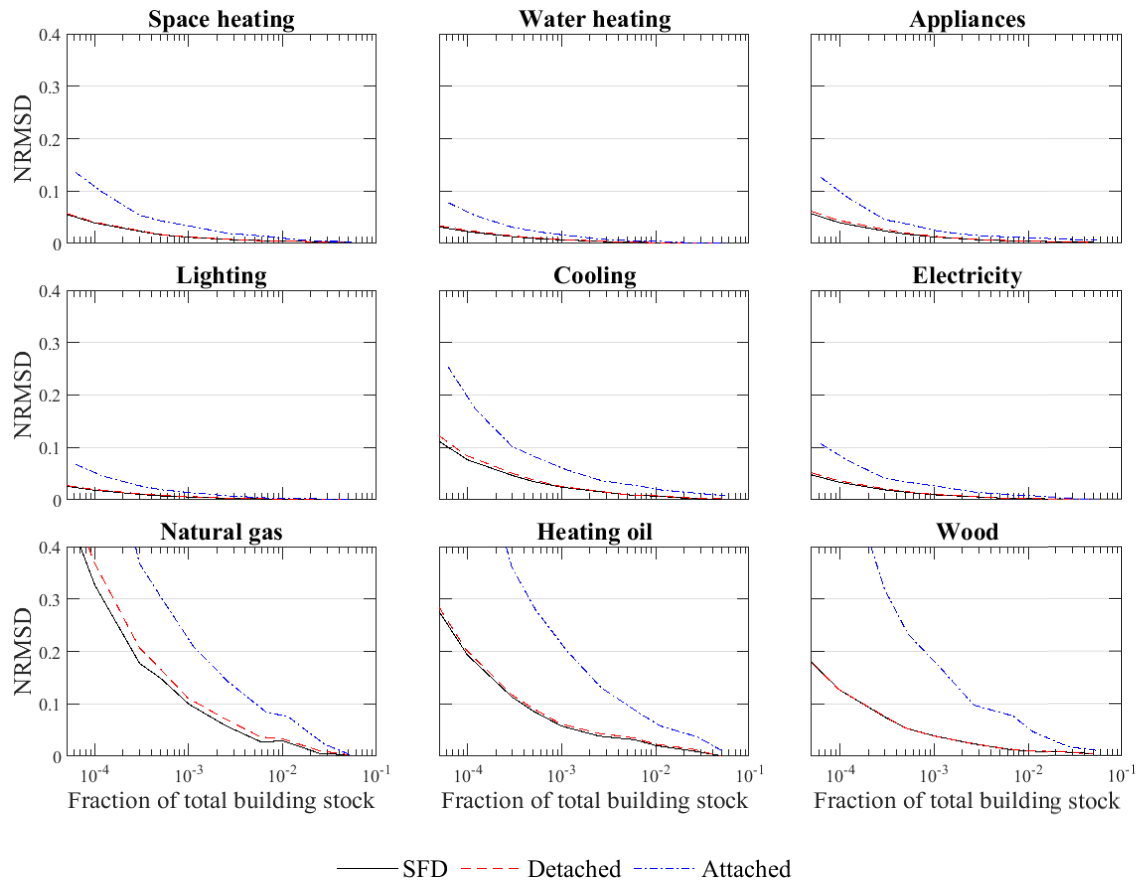 Space heating Water heating Appliances
0.4
0.3
0.2
0.1
0
NRMSD
Lighting Cooling Electricity
0.4
0.3
0.2
0.1
0
NRMSD
Natural gas Heating oil Wood
0.4
0.3
0.2
0.1
0
NRMSD
10-4 10-3 10-2 10-1 10-4 10-3 10-2 10-1 10-4 10-3 10-2 10-1
Fraction of total building stock Fraction of total building stock Fraction of total building stock
SFD Detached Attached